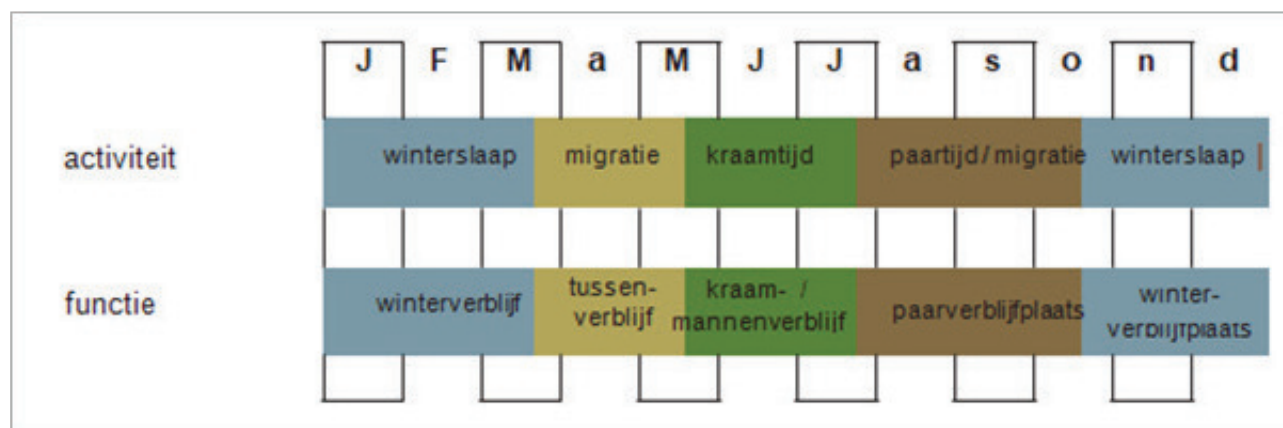 J F M a M J J a s o n d
activiteit winterslaap migratie kraamtijd paartijd / migratie winterslaap
functie winterverblijf tussen-verblijf kraam- / mannenverblijf paarverblijfplaats winter-verblijfplaats